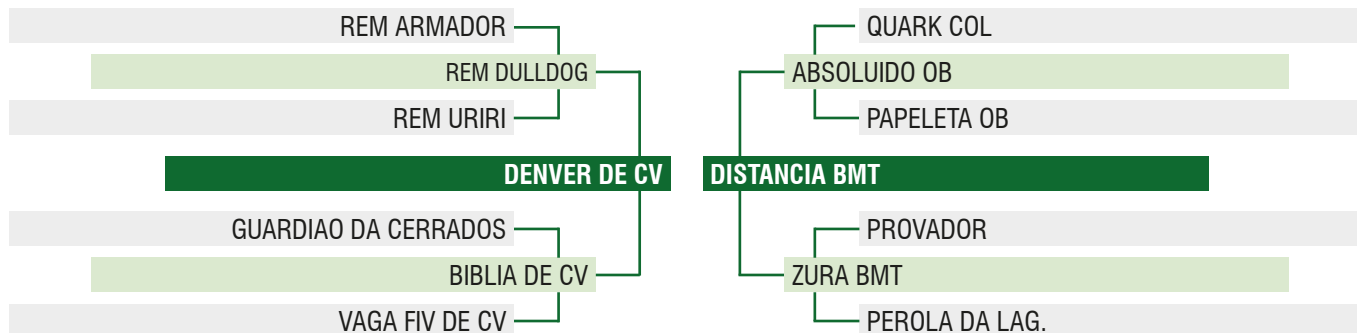 REM ARMADOR
QUARK COL
REM DULLDOG
ABSOLUIDO OB
REM URIRI
PAPELETA OB
DENVER DE CV
DISTANCIA BMT
GUARDIAO DA CERRADOS
PROVADOR
BIBLIA DE CV
ZURA BMT
VAGA FIV DE CV
PEROLA DA LAG.